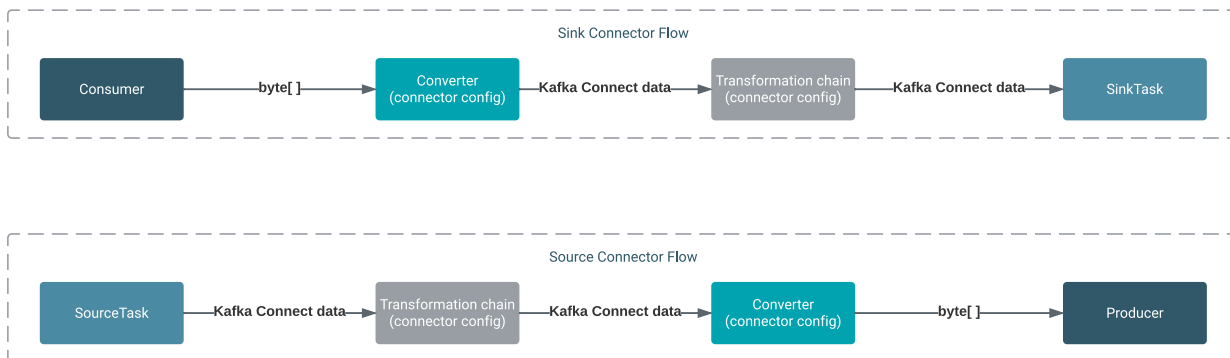 Sink Connector Flow
Consumer
byte[ ]
Converter
(connector config)
Kafka Connect data
Transformation chain
(connector config)
Kafka Connect data
SinkTask
Source Connector Flow
SourceTask
Kafka Connect data
Transformation chain
(connector config)
Kafka Connect data
Converter
(connector config)
byte[ ]
Producer